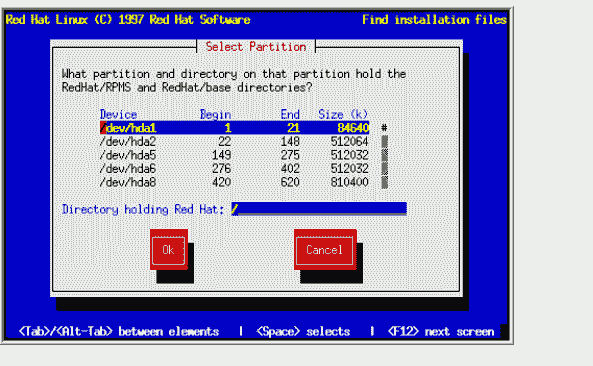 Red Hat Linux (C) 1997 Red Hat Software Find installation files
Select Partition
What partition and directory on that partition hold the
RedHat/RPMS and RedHat/base directories?
Device Begin End Size (k)
/dev/hda1 1 21 84640 #
/dev/hda2 22 148 512064
/dev/hda5 149 275 512032
/dev/hda6 276 402 512032
/dev/hda8 420 620 810400
Directory holding Red Hat: /
Ok Cancel
<Tab>/<Alt-Tab> between elements | <Space> selects | <F12> next screen